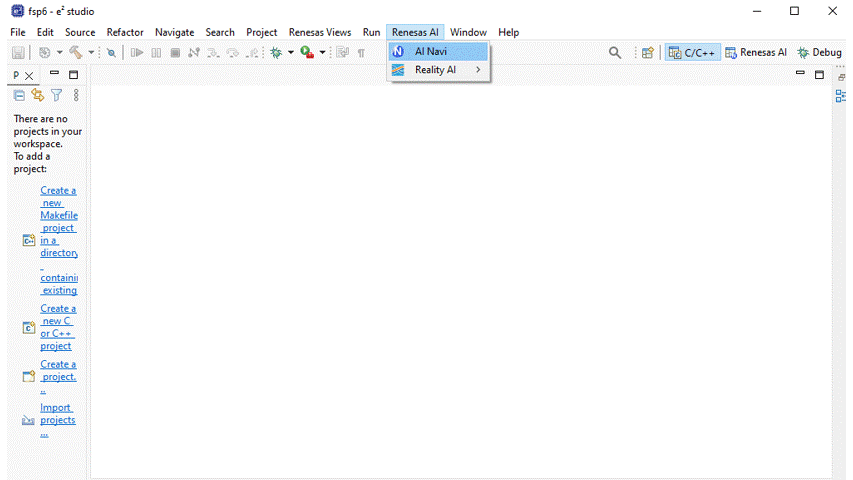 fsp6 - e² studio
File Edit Source Refactor Navigate Search Project Renesas Views Run Renesas AI Window Help
AI Navi
Reality AI
C/C++ Renesas AI Debug
P
There are no
projects in your
workspace.
To add a
project:
Create a
new
Makefile
project
in a
directory
containi
existing
Create a
new C
or C++
project
Create a
project.
..
Import
projects
...